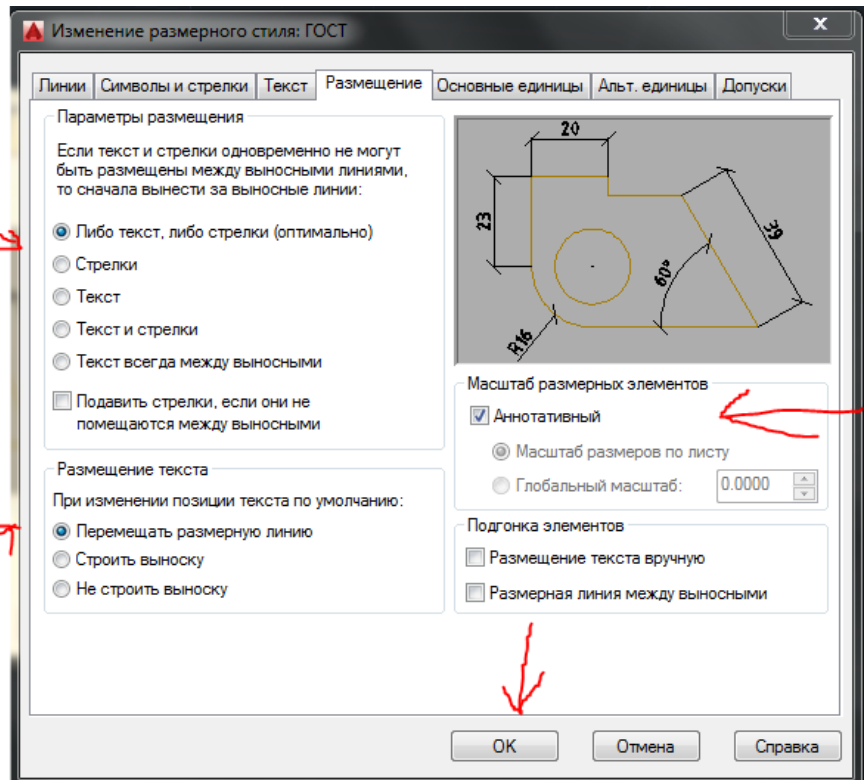 Изменение размерного стиля: ГОСТ
x
Линии Символы и стрелки Текст Размещение Основные единицы Альт. единицы Допуски
Параметры размещения
Если текст и стрелки одновременно не могут
быть размещены между выносными линиями,
то сначала вынести за выносные линии:
Либо текст, либо стрелки (оптимально)
Стрелки
Текст
Текст и стрелки
Текст всегда между выносными
Подавить стрелки, если они не
помещаются между выносными
Размещение текста
При изменении позиции текста по умолчанию:
Перемещать размерную линию
Строить выноску
Не строить выноску
20
23
39
60°
R16
Масштаб размерных элементов
Аннотативный
Масштаб размеров по листу
Глобальный масштаб: 0.0000
Подгонка элементов
Размещение текста вручную
Размерная линия между выносными
OK Отмена Справка